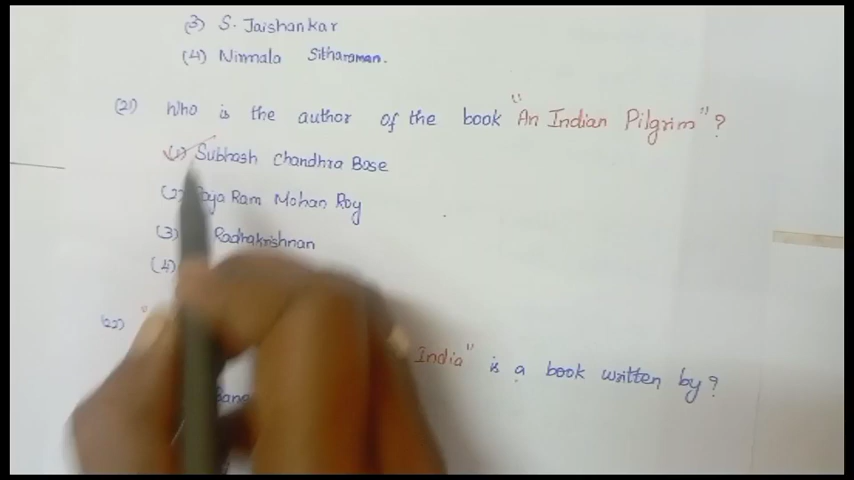 (3) S. Jaishankar
(4) Nirmala Sitharaman.
(21) Who is the author of the book "An Indian Pilgrim"?
(1) Subhash Chandhra Bose
(2) Raja Ram Mohan Roy
(3) Radhakrishnan
(4)
(22) " India" is a book written by?